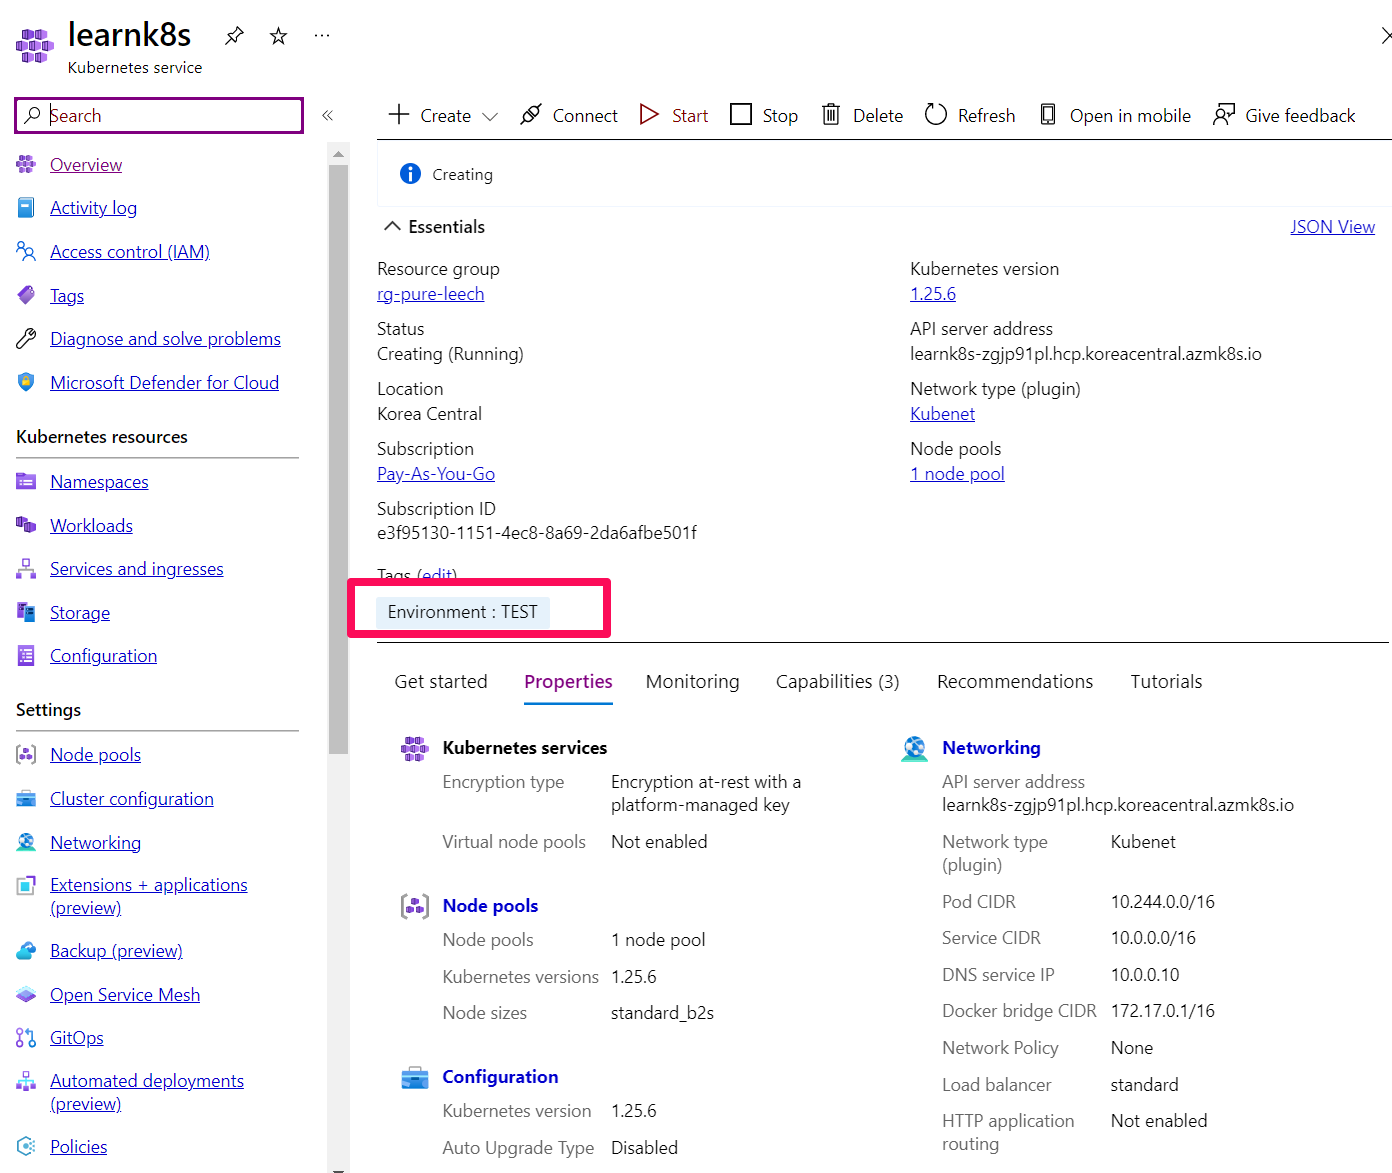 learnk8s
Kubernetes service
Search
Overview
Activity log
Access control (IAM)
Tags
Diagnose and solve problems
Microsoft Defender for Cloud
Kubernetes resources
Namespaces
Workloads
Services and ingresses
Storage
Configuration
Settings
Node pools
Cluster configuration
Networking
Extensions + applications
(preview)
Backup (preview)
Open Service Mesh
GitOps
Automated deployments
(preview)
Policies
Create Connect Start Stop Delete Refresh Open in mobile Give feedback
Creating
Essentials
JSON View
Resource group
rg-pure-leech
Status
Creating (Running)
Location
Korea Central
Subscription
Pay-As-You-Go
Subscription ID
e3f95130-1151-4ec8-8a69-2da6afbe501f
Kubernetes version
1.25.6
API server address
learnk8s-zgjp91pl.hcp.koreacentral.azmk8s.io
Network type (plugin)
Kubenet
Node pools
1 node pool
Tags (edit)
Environment : TEST
Get started Properties Monitoring Capabilities (3) Recommendations Tutorials
Kubernetes services
Encryption type Encryption at-rest with a
platform-managed key
Virtual node pools Not enabled
Node pools
Node pools 1 node pool
Kubernetes versions 1.25.6
Node sizes standard_b2s
Configuration
Kubernetes version 1.25.6
Auto Upgrade Type Disabled
Networking
API server address
learnk8s-zgjp91pl.hcp.koreacentral.azmk8s.io
Network type Kubenet
(plugin)
Pod CIDR 10.244.0.0/16
Service CIDR 10.0.0.0/16
DNS service IP 10.0.0.10
Docker bridge CIDR 172.17.0.1/16
Network Policy None
Load balancer standard
HTTP application Not enabled
routing